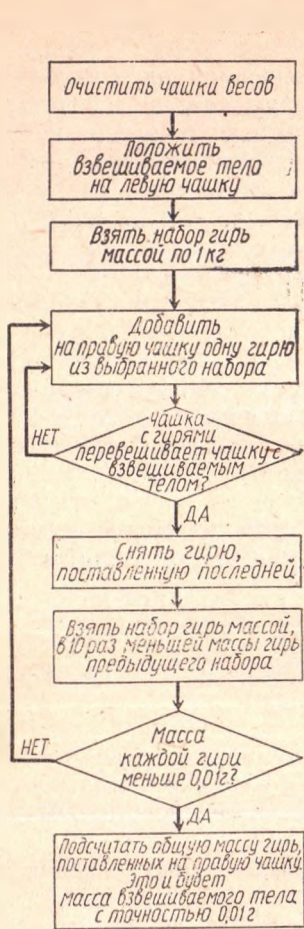 Очистить чашки весов
Положить
взвешиваемое тело
на левую чашку
Взять набор гирь
массой по 1 кг
Добавить
на правую чашку одну гирю
из выбранного набора
НЕТ
Чашка
с гирями
перевешивает чашку с
взвешиваемым
телом?
ДА
Снять гирю,
поставленную последней
Взять набор гирь массой,
в 10 раз меньшей массы гирь
предыдущего набора
НЕТ
Масса
каждой гири
меньше 0,01г?
ДА
Подсчитать общую массу гирь,
поставленных на правую чашку.
Это и будет
масса взвешиваемого тела
с точностью 0,01г